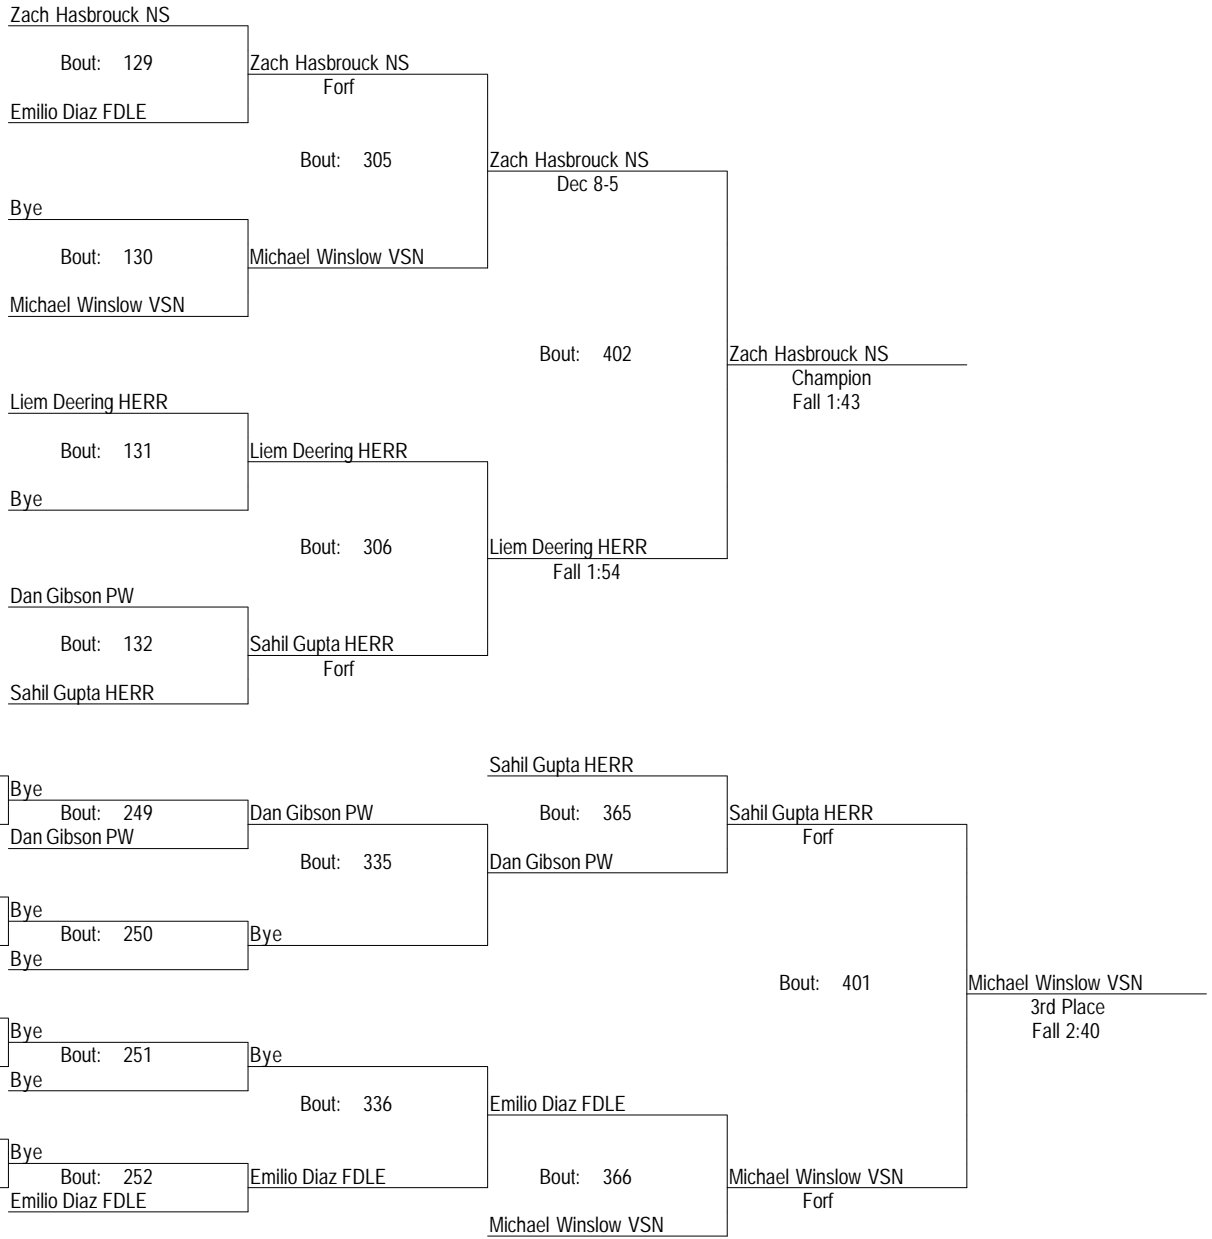 Zach Hasbrouck NS
Bout: 129
Zach Hasbrouck NS
Forf
Emilio Diaz FDLE
Bout: 305
Zach Hasbrouck NS
Dec 8-5
Bye
Bout: 130
Michael Winslow VSN
Michael Winslow VSN
Bout: 402
Zach Hasbrouck NS
Champion
Fall 1:43
Liem Deering HERR
Bout: 131
Liem Deering HERR
Bye
Bout: 306
Liem Deering HERR
Fall 1:54
Dan Gibson PW
Bout: 132
Sahil Gupta HERR
Forf
Sahil Gupta HERR
Sahil Gupta HERR
Bye
Bout: 249
Dan Gibson PW
Bout: 365
Sahil Gupta HERR
Forf
Dan Gibson PW
Bout: 335
Dan Gibson PW
Bye
Bout: 250
Bye
Bye
Bout: 401
Michael Winslow VSN
3rd Place
Fall 2:40
Bye
Bout: 251
Bye
Bye
Bout: 336
Emilio Diaz FDLE
Bye
Bout: 252
Emilio Diaz FDLE
Bout: 366
Michael Winslow VSN
Forf
Emilio Diaz FDLE
Michael Winslow VSN